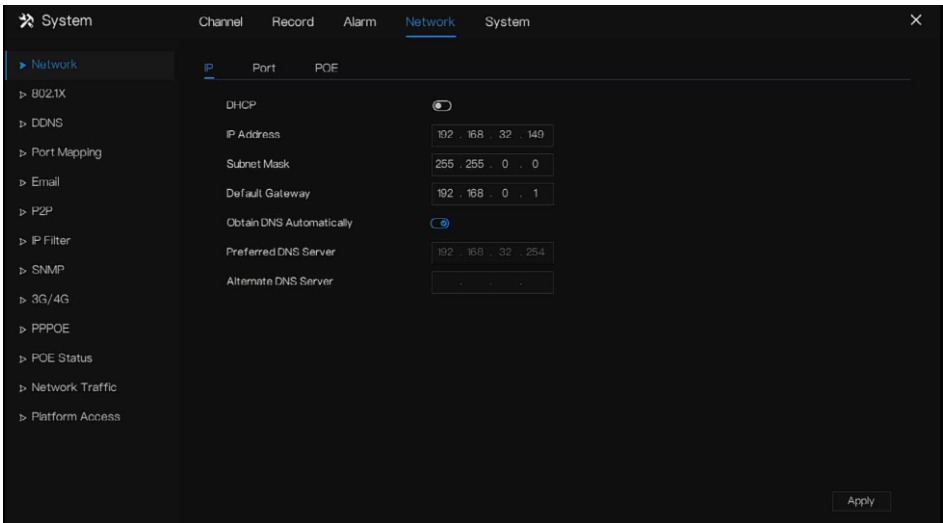 System
Channel Record Alarm Network System
Network
802.1X
DDNS
Port Mapping
Email
P2P
IP Filter
SNMP
3G/4G
PPPOE
POE Status
Network Traffic
Platform Access
IP Port POE
DHCP
IP Address 192 . 168 . 32 . 149
Subnet Mask 255 . 255 . 0 . 0
Default Gateway 192 . 168 . 0 . 1
Obtain DNS Automatically
Preferred DNS Server 192 . 168 . 32 . 254
Alternate DNS Server . . .
Apply